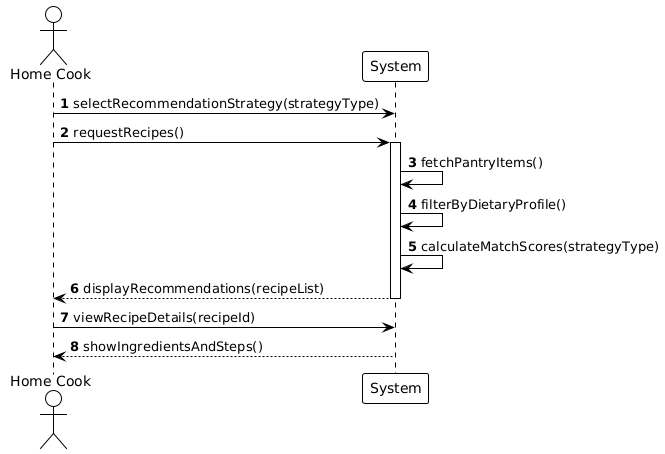 Home Cook
System
1 selectRecommendationStrategy(strategyType)
2 requestRecipes()
3 fetchPantryItems()
4 filterByDietaryProfile()
5 calculateMatchScores(strategyType)
6 displayRecommendations(recipeList)
7 viewRecipeDetails(recipeId)
8 showIngredientsAndSteps()
Home Cook
System